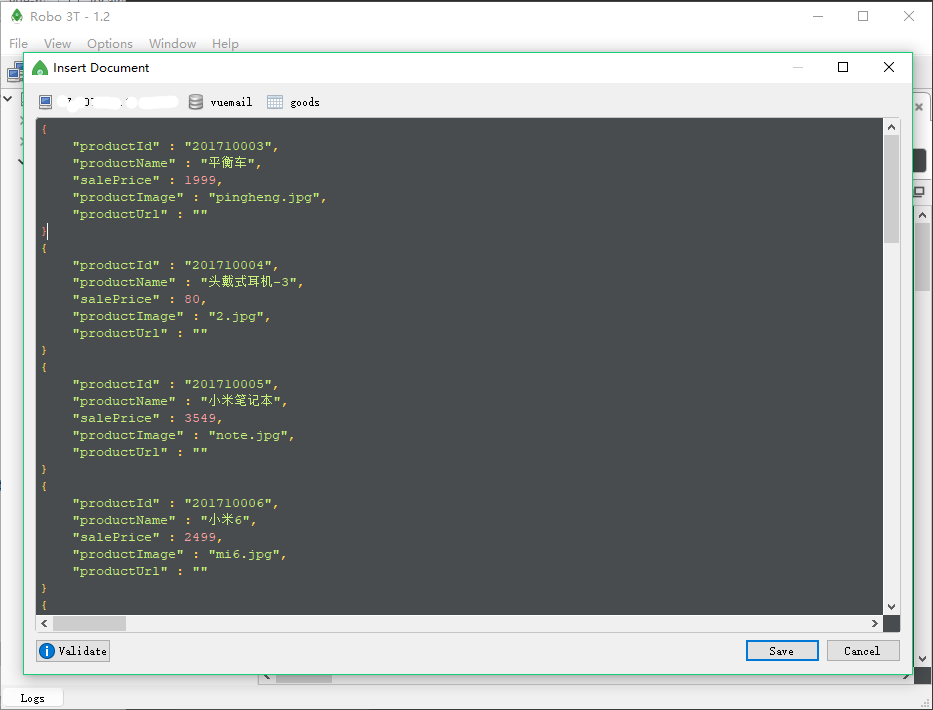 Robo 3T - 1.2
File View Options Window Help
Insert Document
vuemail goods
{
"productId" : "201710003",
"productName" : "平衡车",
"salePrice" : 1999,
"productImage" : "pingheng.jpg",
"productUrl" : ""
}
{
"productId" : "201710004",
"productName" : "头戴式耳机-3",
"salePrice" : 80,
"productImage" : "2.jpg",
"productUrl" : ""
}
{
"productId" : "201710005",
"productName" : "小米笔记本",
"salePrice" : 3549,
"productImage" : "note.jpg",
"productUrl" : ""
}
{
"productId" : "201710006",
"productName" : "小米6",
"salePrice" : 2499,
"productImage" : "mi6.jpg",
"productUrl" : ""
}
{
Validate
Save
Cancel
Logs